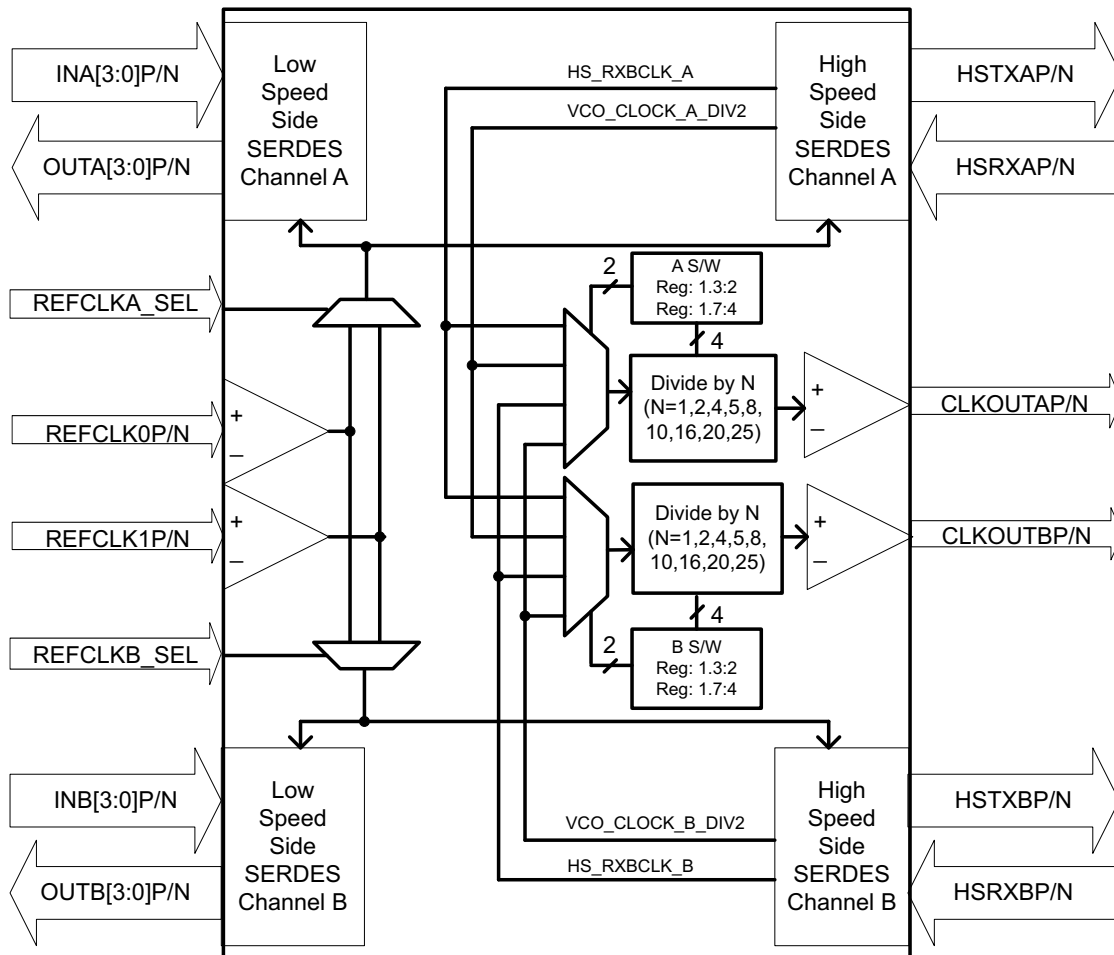 INA[3:0]P/N
OUTA[3:0]P/N
Low
Speed
Side
SERDES
Channel A
HS_RXBCLK_A
VCO_CLOCK_A_DIV2
High
Speed
Side
SERDES
Channel A
HSTXAP/N
HSRXAP/N
REFCLKA_SEL
2
A S/W
Reg: 1.3:2
Reg: 1.7:4
4
REFCLK0P/N
+
–
Divide by N
(N=1,2,4,5,8,
10,16,20,25)
+
–
CLKOUTAP/N
REFCLK1P/N
+
–
Divide by N
(N=1,2,4,5,8,
10,16,20,25)
+
–
CLKOUTBP/N
REFCLKB_SEL
4
2
B S/W
Reg: 1.3:2
Reg: 1.7:4
INB[3:0]P/N
OUTB[3:0]P/N
Low
Speed
Side
SERDES
Channel B
VCO_CLOCK_B_DIV2
HS_RXBCLK_B
High
Speed
Side
SERDES
Channel B
HSTXBP/N
HSRXBP/N